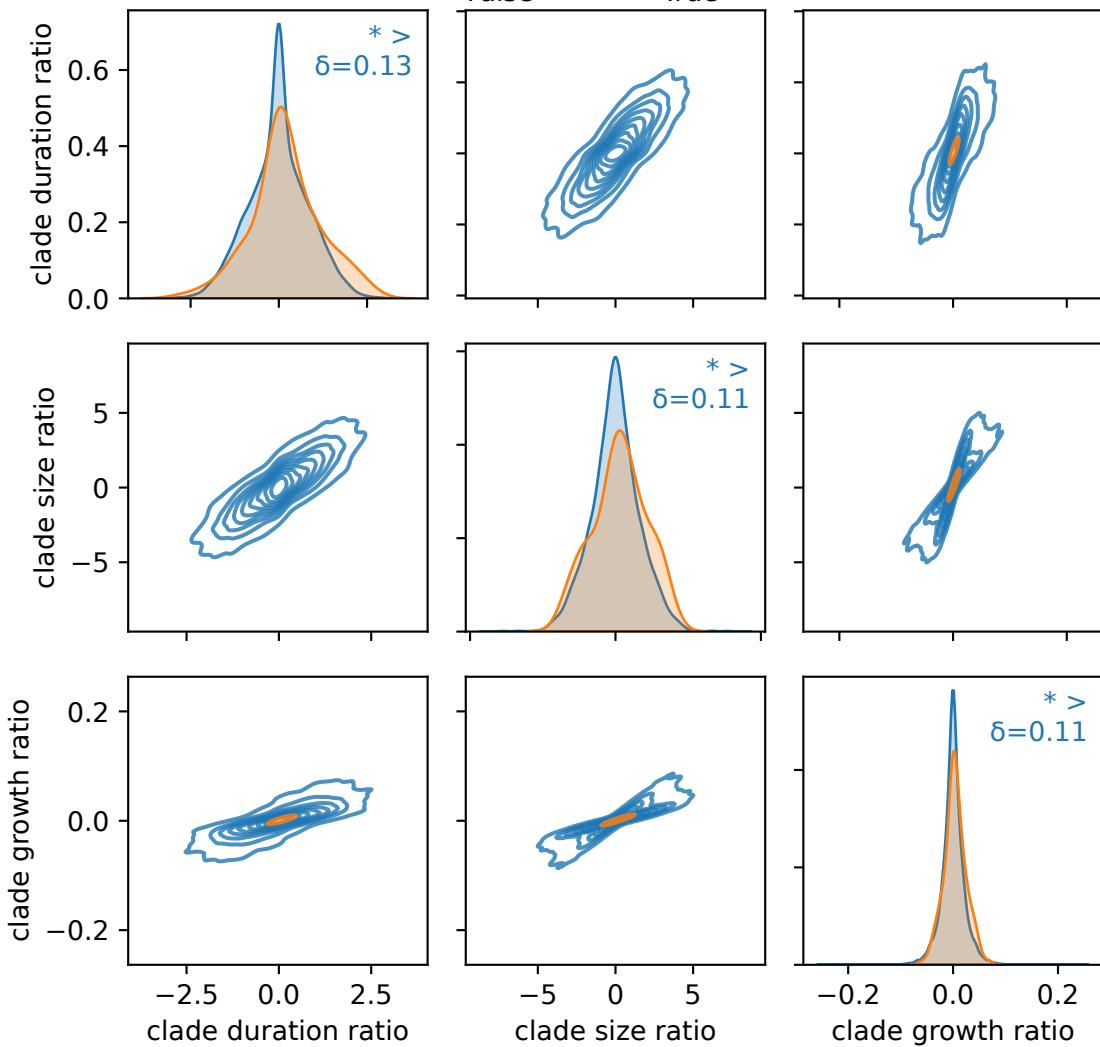 clade duration ratio
0.6
0.4
0.2
0.0
* >
δ=0.13
clade size ratio
5
0
−5
* >
δ=0.11
clade growth ratio
0.2
0.0
−0.2
* >
δ=0.11
−2.5 0.0 2.5
−5 0 5
−0.2 0.0 0.2
clade duration ratio
clade size ratio
clade growth ratio